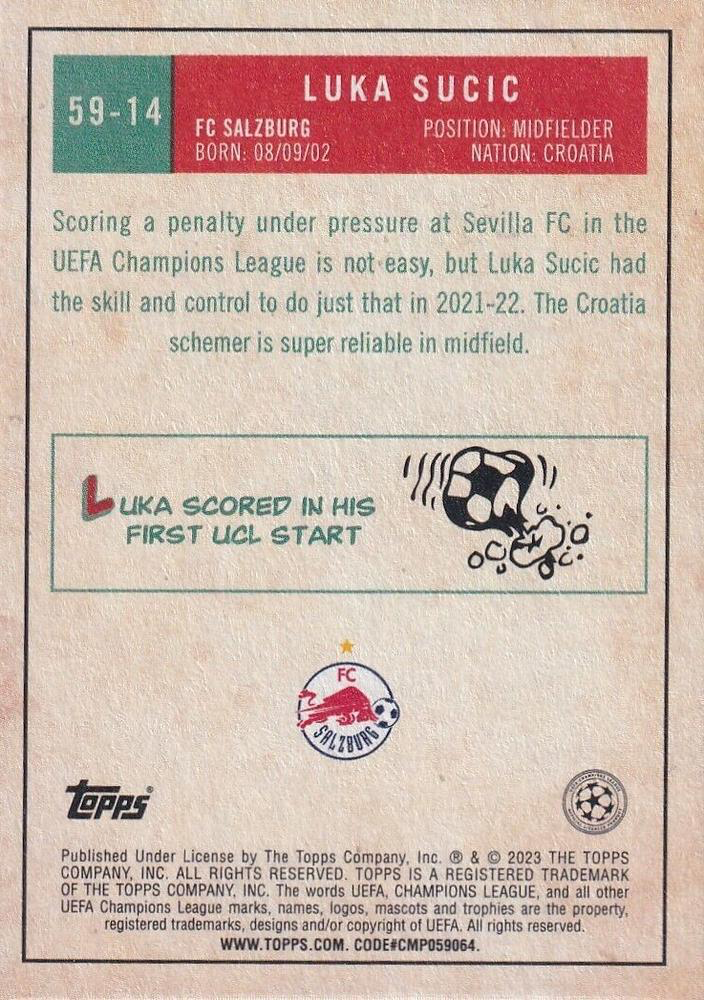 59-14
LUKA SUCIC
FC SALZBURG
BORN: 08/09/02
POSITION: MIDFIELDER
NATION: CROATIA
Scoring a penalty under pressure at Sevilla FC in the
UEFA Champions League is not easy, but Luka Sucic had
the skill and control to do just that in 2021-22. The Croatia
schemer is super reliable in midfield.
LUKA SCORED IN HIS
FIRST UCL START
FC
SALZBURG
topps®
Published Under License by The Topps Company, Inc. ® & © 2023 THE TOPPS
COMPANY, INC. ALL RIGHTS RESERVED. TOPPS IS A REGISTERED TRADEMARK
OF THE TOPPS COMPANY, INC. The words UEFA, CHAMPIONS LEAGUE, and all other
UEFA Champions League marks, names, logos, mascots and trophies are the property,
registered trademarks, designs and/or copyright of UEFA. All rights reserved.
WWW.TOPPS.COM. CODE#CMP059064.